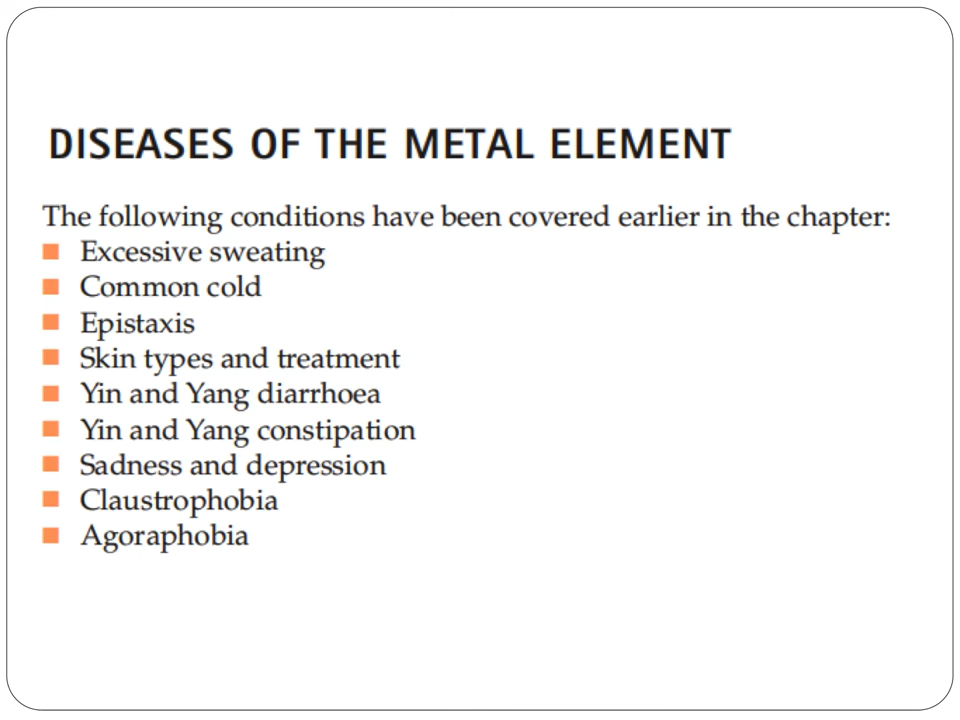 DISEASES OF THE METAL ELEMENT
The following conditions have been covered earlier in the chapter:
Excessive sweating
Common cold
Epistaxis
Skin types and treatment
Yin and Yang diarrhoea
Yin and Yang constipation
Sadness and depression
Claustrophobia
Agoraphobia